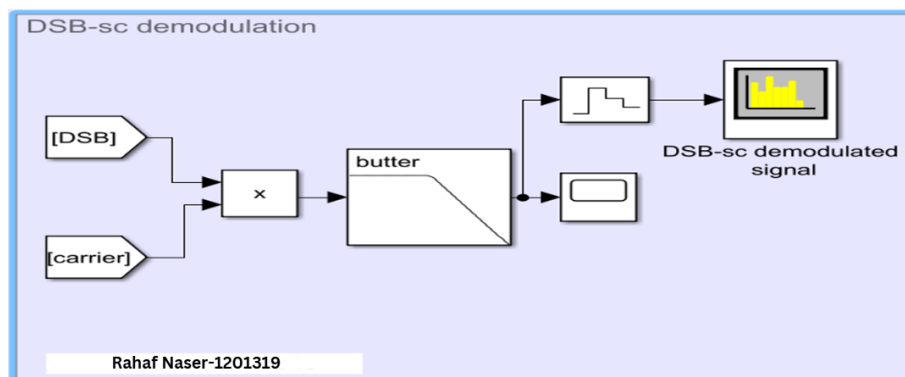 DSB-sc demodulation
[DSB]
×
butter
[carrier]
DSB-sc demodulated
signal
Rahaf Naser-1201319